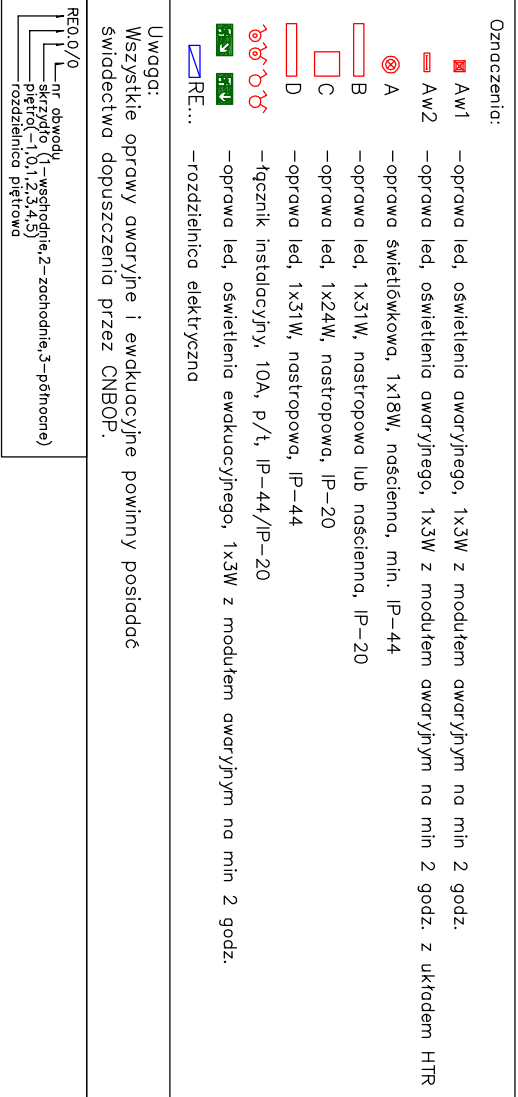 Oznaczenia:
Aw1 -oprawa led, oświetlenia awaryjnego, 1x3W z modułem awaryjnym na min 2 godz.
Aw2 -oprawa led, oświetlenia awaryjnego, 1x3W z modułem awaryjnym na min 2 godz. z układem HTR
A -oprawa świetlówkowa, 1x18W, naścienna, min. IP-44
B -oprawa led, 1x31W, nastropowa lub naścienna, IP-20
C -oprawa led, 1x24W, nastropowa, IP-20
D -oprawa led, 1x31W, nastropowa, IP-44
-łącznik instalacyjny, 10A, p/t, IP-44/IP-20
-oprawa led, oświetlenia ewakuacyjnego, 1x3W z modułem awaryjnym na min 2 godz.
RE... -rozdzielnica elektryczna
Uwaga:
Wszystkie oprawy awaryjne i ewakuacyjne powinny posiadać
świadectwa dopuszczenia przez CNBOP.
RE0.0/0
nr obwodu
skrzydło (1-wschodnie,2-zachodnie,3-północne)
piętro(-1,0,1,2,3,4,5)
rozdzielnica piętrowa